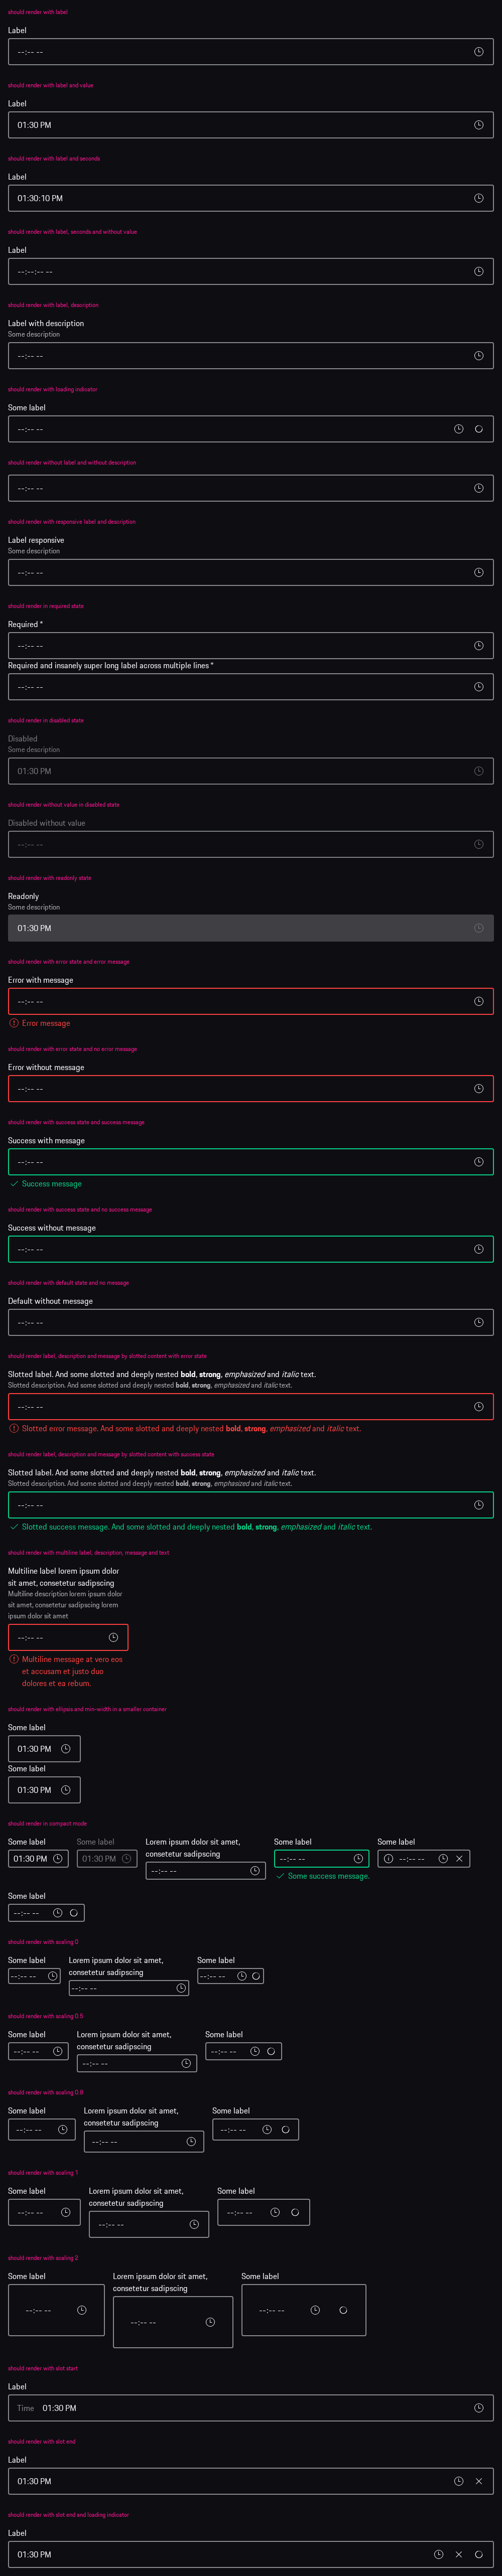 should render with label
Label
--:-- --
should render with label and value
Label
01:30 PM
should render with label and seconds
Label
01:30:10 PM
should render with label, seconds and without value
Label
--:--:-- --
should render with label, description
Label with description
Some description
--:-- --
should render with loading indicator
Some label
--:-- --
should render without label and without description
--:-- --
should render with responsive label and description
Label responsive
Some description
--:-- --
should render in required state
Required *
--:-- --
Required and insanely super long label across multiple lines *
--:-- --
should render in disabled state
Disabled
Some description
01:30 PM
should render without value in disabled state
Disabled without value
--:-- --
should render with readonly state
Readonly
Some description
01:30 PM
should render with error state and error message
Error with message
--:-- --
Error message
should render with error state and no error message
Error without message
--:-- --
should render with success state and success message
Success with message
--:-- --
Success message
should render with success state and no success message
Success without message
--:-- --
should render with default state and no message
Default without message
--:-- --
should render label, description and message by slotted content with error state
Slotted label. And some slotted and deeply nested bold, strong, emphasized and italic text.
Slotted description. And some slotted and deeply nested bold, strong, emphasized and italic text.
--:-- --
Slotted error message. And some slotted and deeply nested bold, strong, emphasized and italic text.
should render label, description and message by slotted content with success state
Slotted label. And some slotted and deeply nested bold, strong, emphasized and italic text.
Slotted description. And some slotted and deeply nested bold, strong, emphasized and italic text.
--:-- --
Slotted success message. And some slotted and deeply nested bold, strong, emphasized and italic text.
should render with multiline label, description, message and text
Multiline label lorem ipsum dolor
sit amet, consetetur sadipscing
Multiline description lorem ipsum dolor
sit amet, consetetur sadipscing lorem
ipsum dolor sit amet
--:-- --
Multiline message at vero eos
et accusam et justo duo
dolores et ea rebum.
should render with ellipsis and min-width in a smaller container
Some label
01:30 PM
Some label
01:30 PM
should render in compact mode
Some label
01:30 PM
Some label
01:30 PM
Lorem ipsum dolor sit amet,
consetetur sadipscing
--:-- --
Some label
--:-- --
Some success message.
Some label
--:-- --
Some label
--:-- --
should render with scaling 0
Some label
--:-- --
Lorem ipsum dolor sit amet,
consetetur sadipscing
--:-- --
Some label
--:-- --
should render with scaling 0.5
Some label
--:-- --
Lorem ipsum dolor sit amet,
consetetur sadipscing
--:-- --
Some label
--:-- --
should render with scaling 0.8
Some label
--:-- --
Lorem ipsum dolor sit amet,
consetetur sadipscing
--:-- --
Some label
--:-- --
should render with scaling 1
Some label
--:-- --
Lorem ipsum dolor sit amet,
consetetur sadipscing
--:-- --
Some label
--:-- --
should render with scaling 2
Some label
--:-- --
Lorem ipsum dolor sit amet,
consetetur sadipscing
--:-- --
Some label
--:-- --
should render with slot start
Label
Time 01:30 PM
should render with slot end
Label
01:30 PM
should render with slot end and loading indicator
Label
01:30 PM